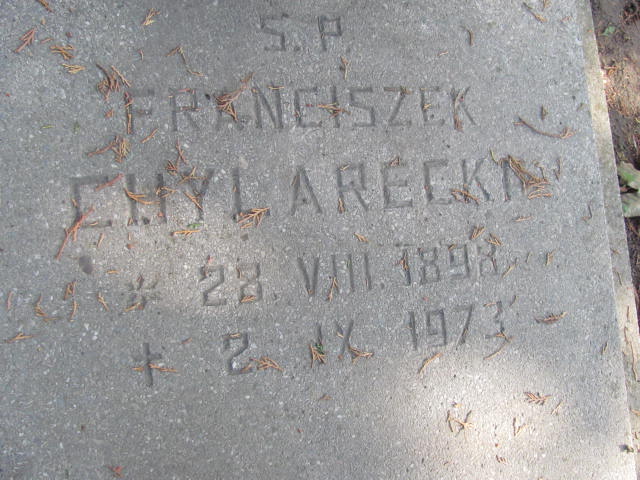 Ś.P.
FRANCISZEK
CHYLARECKI
* 28. VIII. 1898
+ 2. IX 1973